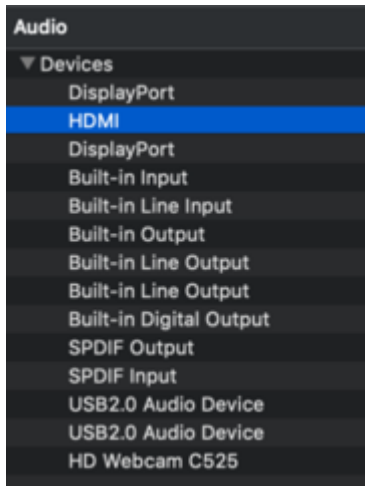 Audio
Devices
DisplayPort
HDMI
DisplayPort
Built-in Input
Built-in Line Input
Built-in Output
Built-in Line Output
Built-in Line Output
Built-in Digital Output
SPDIF Output
SPDIF Input
USB2.0 Audio Device
USB2.0 Audio Device
HD Webcam C525